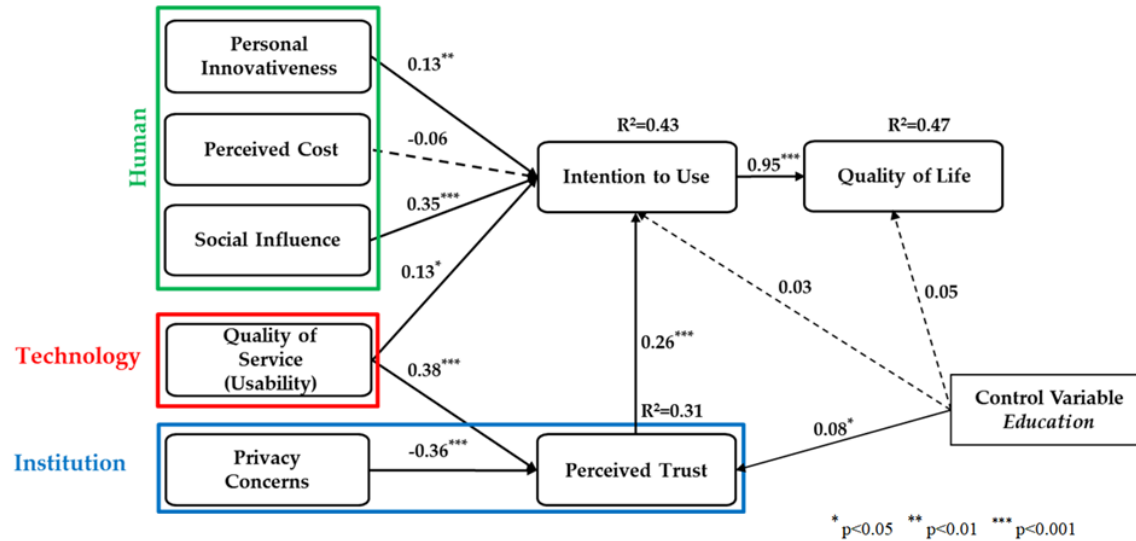 Human
Personal
Innovativeness
Perceived Cost
Social Influence
0.13**
-0.06
0.35***
0.13*
R²=0.43
Intention to Use
0.95***
R²=0.47
Quality of Life
Technology
Quality of
Service
(Usability)
0.38***
0.26***
0.03
0.05
R²=0.31
Institution
Privacy
Concerns
-0.36***
Perceived Trust
0.08*
Control Variable
Education
* p<0.05 ** p<0.01 *** p<0.001